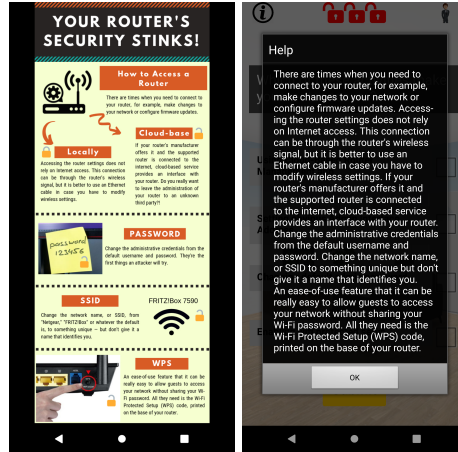 YOUR ROUTER'S
SECURITY STINKS!
How to Access a
Router
There are times when you need to connect to
your router, for example, make changes to
your network or configure firmware updates.
Locally
Accessing the router settings does not
rely on Internet access. This connection
can be through the router's wireless
signal, but it is better to use an Ethernet
cable in case you have to modify
wireless settings.
Cloud-base
If your router's manufacturer
offers it and the supported
router is connected to the
internet, cloud-based service
provides an interface with
your router. Do you really want
to leave the administration of
your router to an unknown
third party?!
password
123456
PASSWORD
Change the administrative credentials from the
default username and password. They're the
first things an attacker will try.
SSID
FRITZ!Box 7590
Change the network name, or SSID, from
"Netgear," "FRITZ!Box" or whatever the default
is, to something unique – but don't give it a
name that identifies you.
WPS
An ease-of-use feature that it can be
really easy to allow guests to access
your network without sharing your Wi-
Fi password. All they need is the Wi-Fi
Protected Setup (WPS) code, printed
on the base of your router.
Help
There are times when you need to
connect to your router, for example,
make changes to your network or
configure firmware updates. Access-
ing the router settings does not rely
on Internet access. This connection
can be through the router's wireless
signal, but it is better to use an
Ethernet cable in case you have to
modify wireless settings. If your
router's manufacturer offers it and
the supported router is connected
to the internet, cloud-based service
provides an interface with your router.
Change the administrative credentials
from the default username and
password. Change the network name,
or SSID to something unique but don't
give it a name that identifies you.
An ease-of-use feature that it can be
really easy to allow guests to access
your network without sharing your
Wi-Fi password. All they need is the
Wi-Fi Protected Setup (WPS) code,
printed on the base of your router.
OK